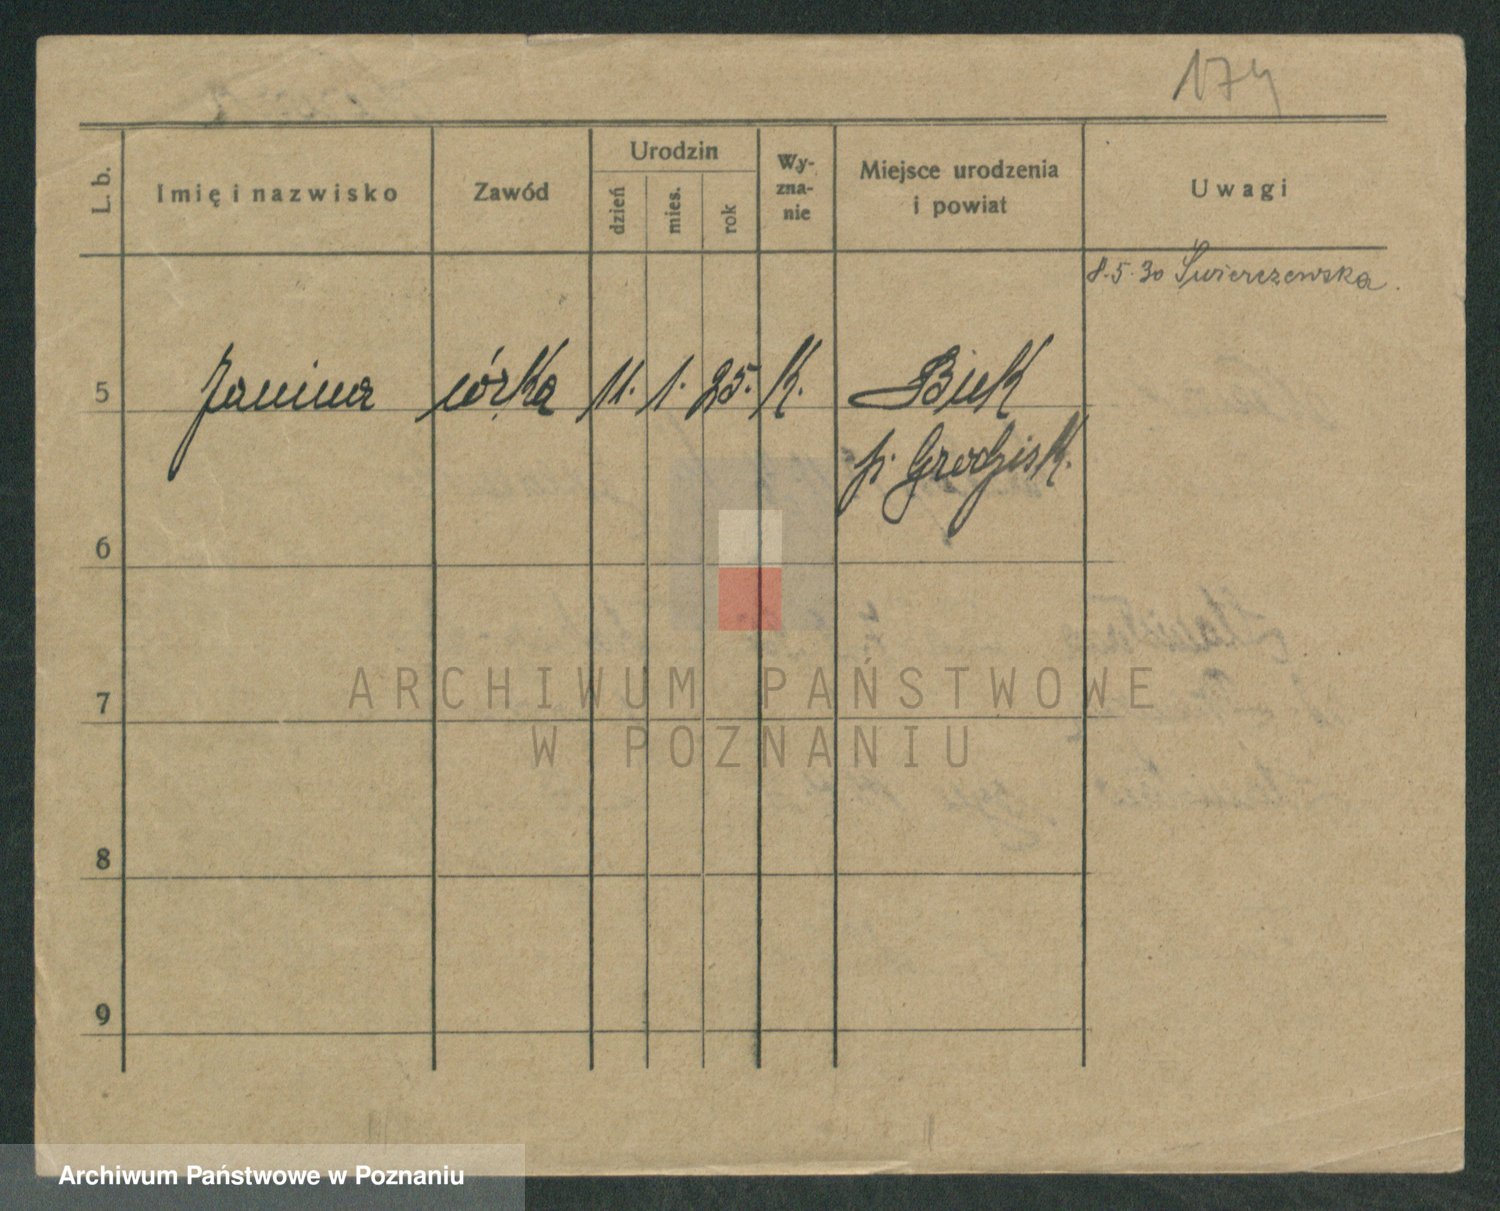 174
L. b.
Imię i nazwisko
Zawód
Urodzin
dzień
mies.
rok
Wy-
zna-
nie
Miejsce urodzenia
i powiat
Uwagi
8.5.30 Świerczewska.
5
Janina córka 11. 1. 25. K. Buk
p. Grodzisk.
6
7
8
9
ARCHIWUM PAŃSTWOWE
W POZNANIU
Archiwum Państwowe w Poznaniu